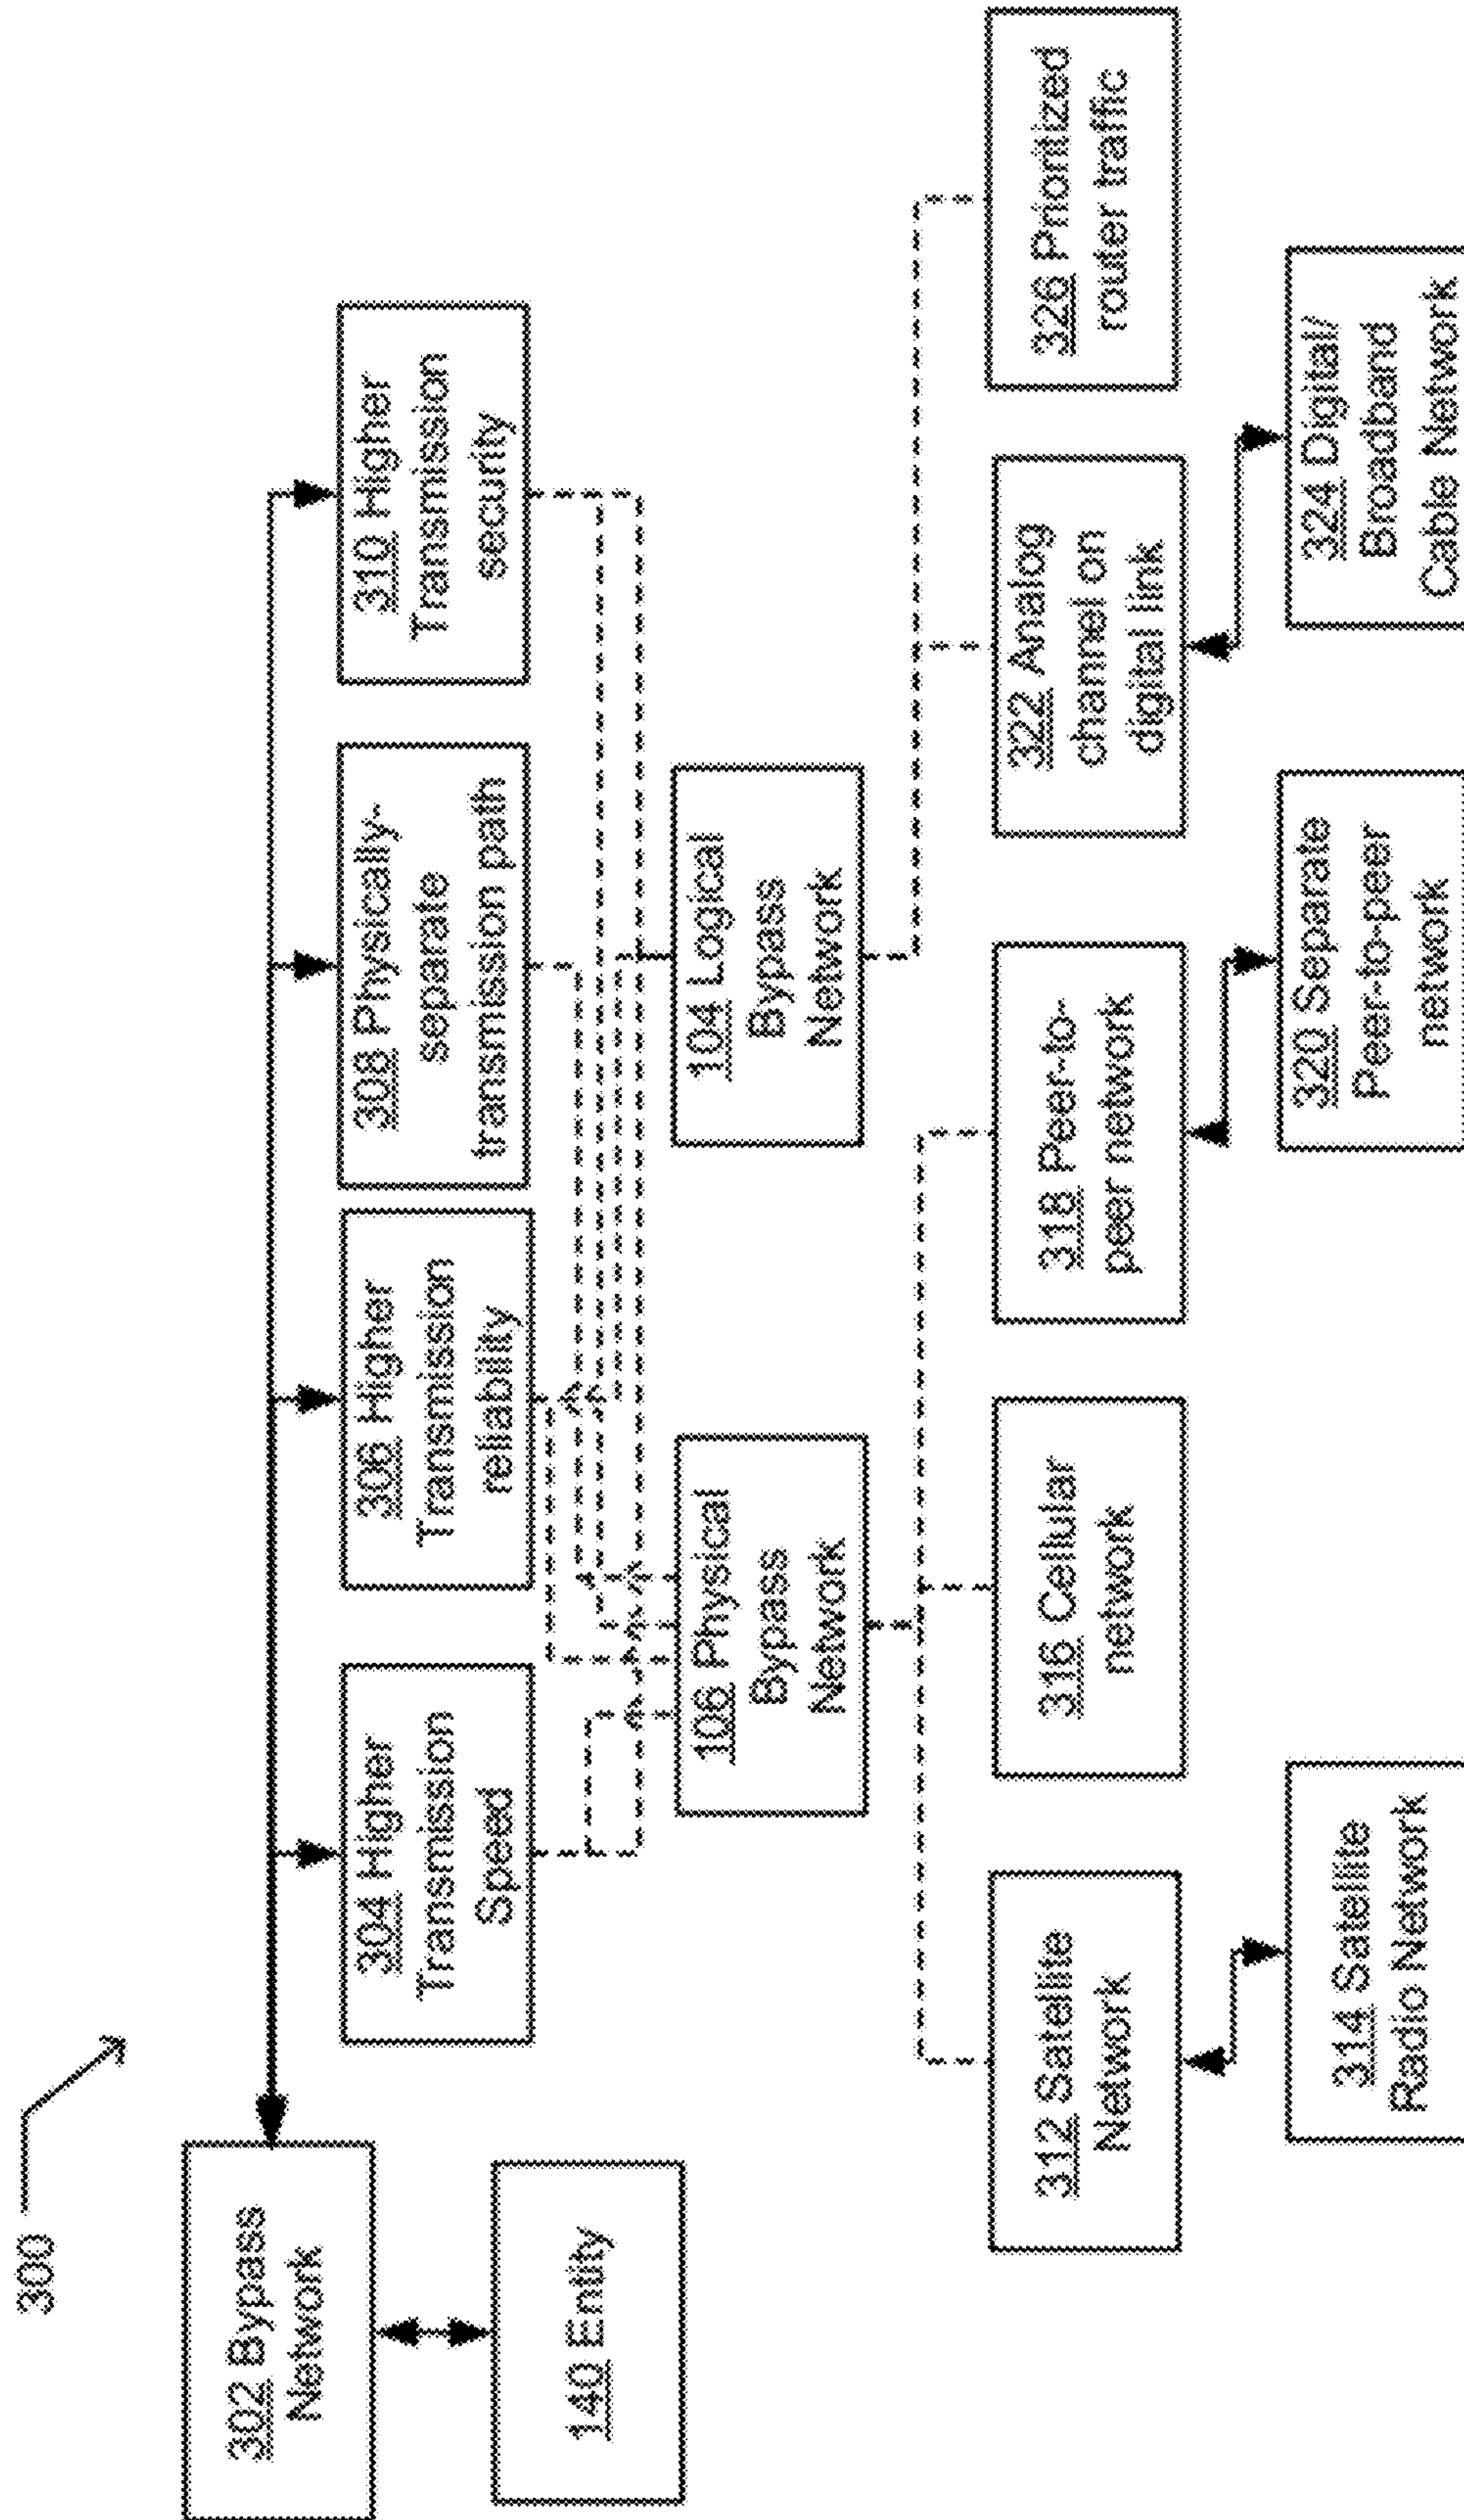 300
302 Bypass
Network
140 Entity
304 Higher
Transmission
Speed
306 Higher
Transmission
reliability
308 Physically-
separate
transmission path
310 Higher
Transmission
security
106 Physical
Bypass
Network
104 Logical
Bypass
Network
312 Satellite
Network
316 Cellular
network
318 Peer-to-
peer network
322 Analog
channel on
digital link
326 Prioritized
router traffic
314 Satellite
Radio Network
320 Separate
Peer-to-peer
network
324 Digital/
Broadband
Cable Network